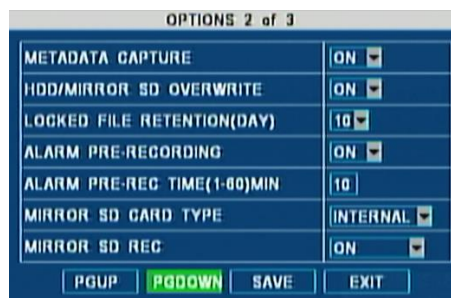 OPTIONS 2 of 3
METADATA CAPTURE ON
HDD/MIRROR SD OVERWRITE ON
LOCKED FILE RETENTION(DAY) 10
ALARM PRE-RECORDING ON
ALARM PRE-REC TIME(1-60)MIN 10
MIRROR SD CARD TYPE INTERNAL
MIRROR SD REC ON
PGUP PGDOWN SAVE EXIT